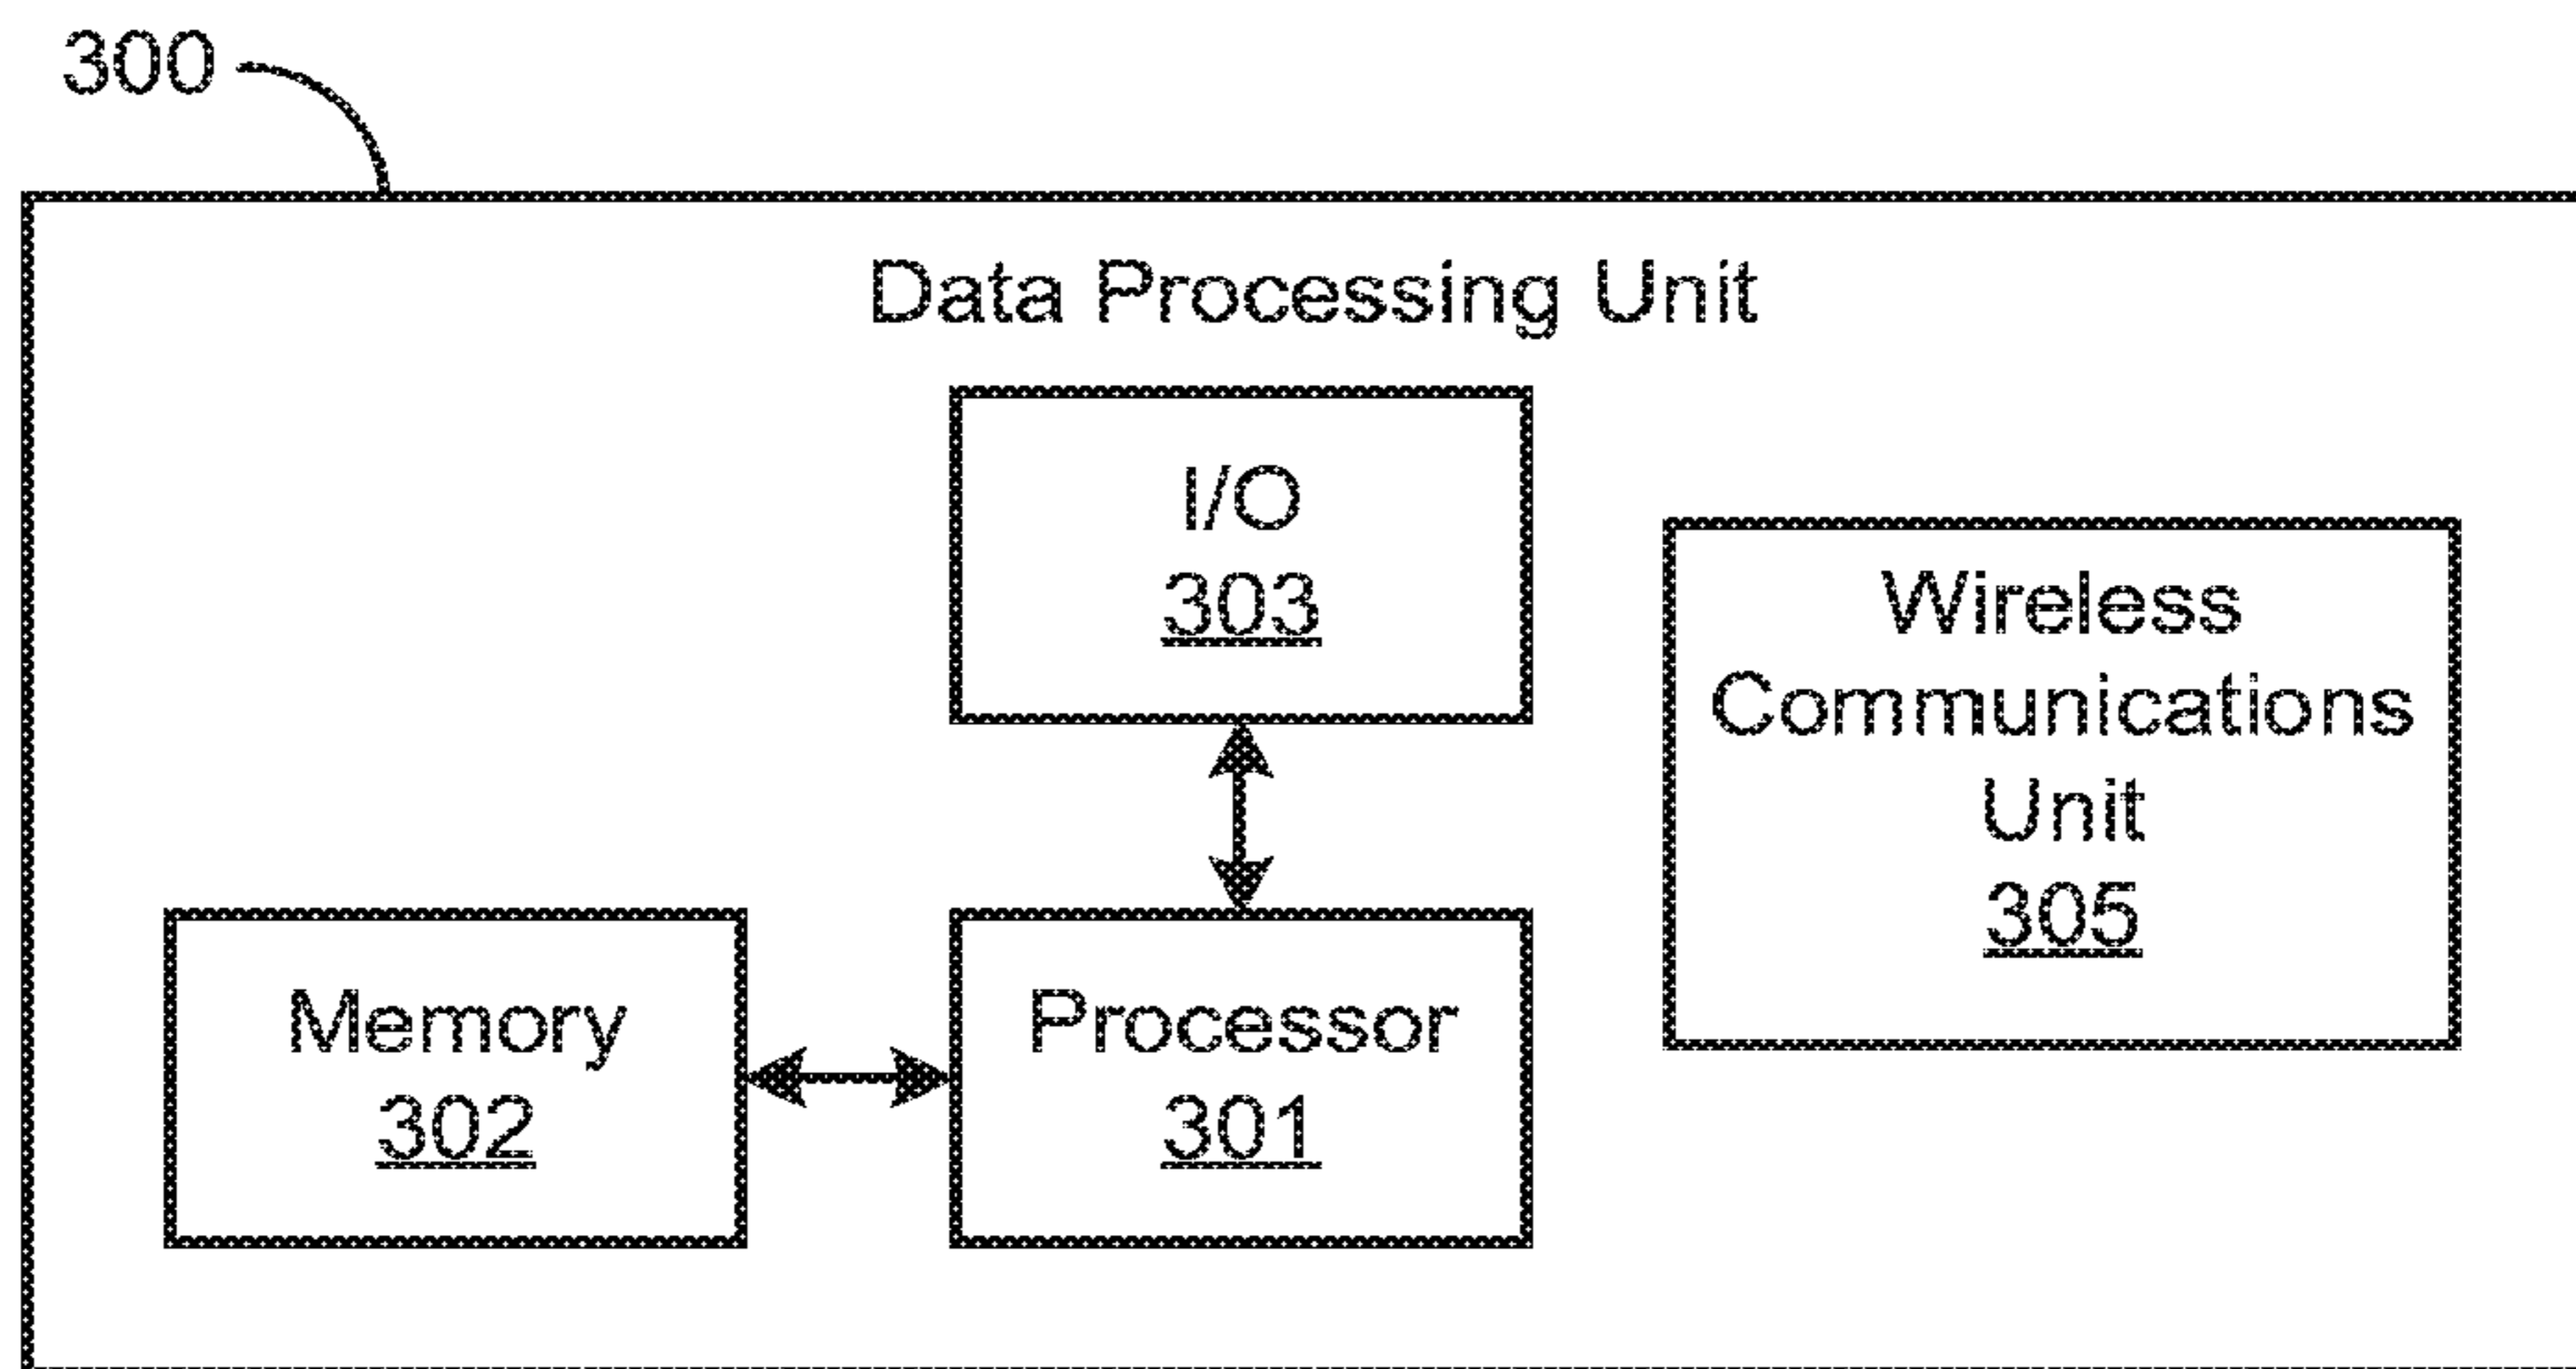 300
Data Processing Unit
I/O
303
Wireless
Communications
Unit
305
Memory
302
Processor
301